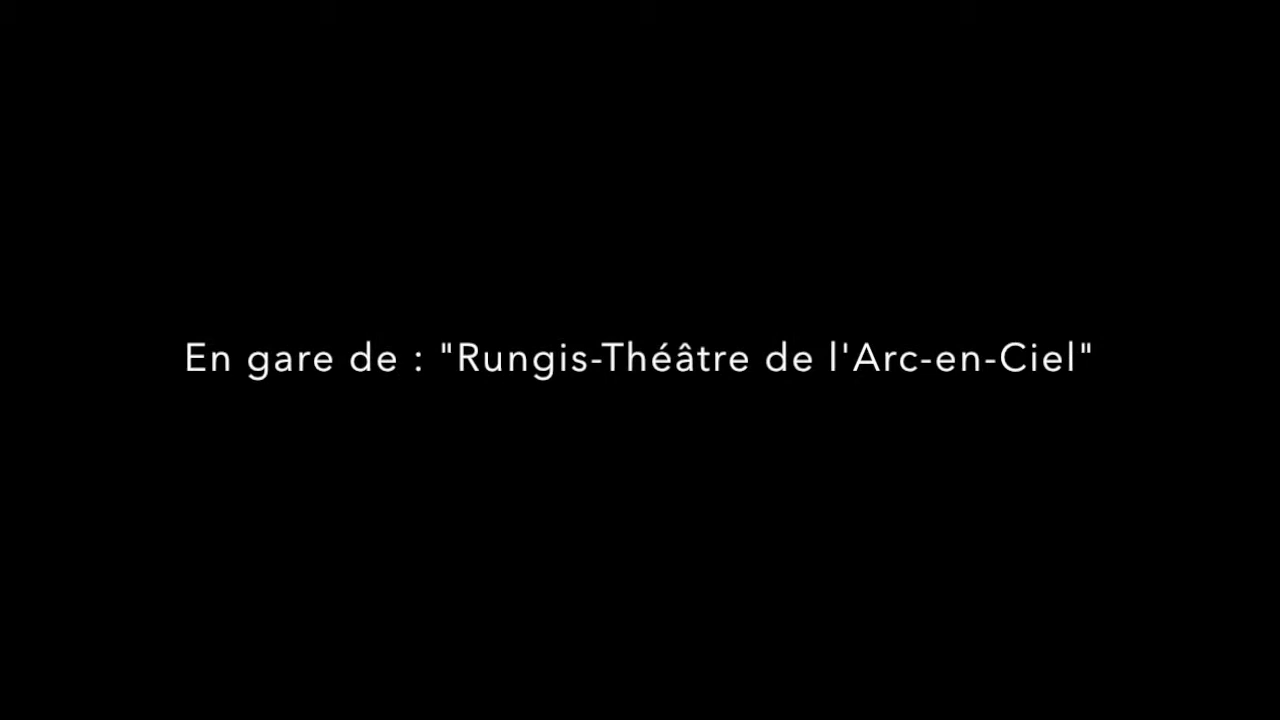 En gare de : "Rungis-Théâtre de l'Arc-en-Ciel"